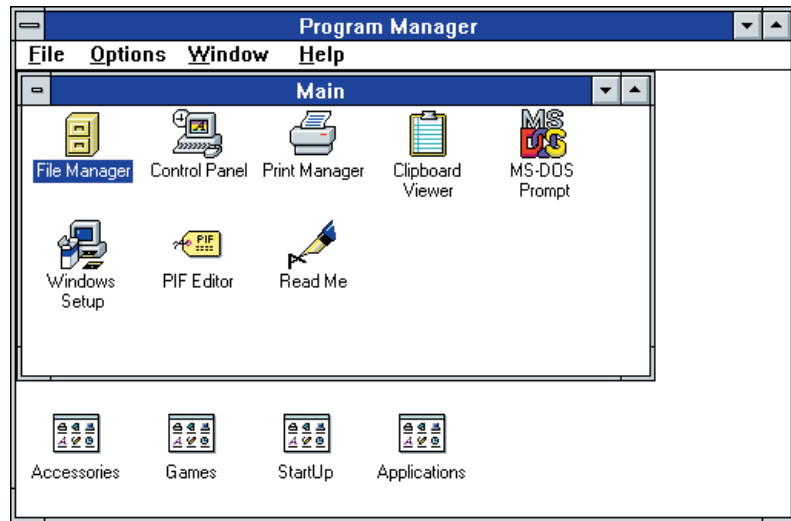 Program Manager
File Options Window Help
Main
MS
DOS
File Manager Control Panel Print Manager Clipboard Viewer MS-DOS Prompt
PIF
Windows Setup PIF Editor Read Me
Accessories Games StartUp Applications